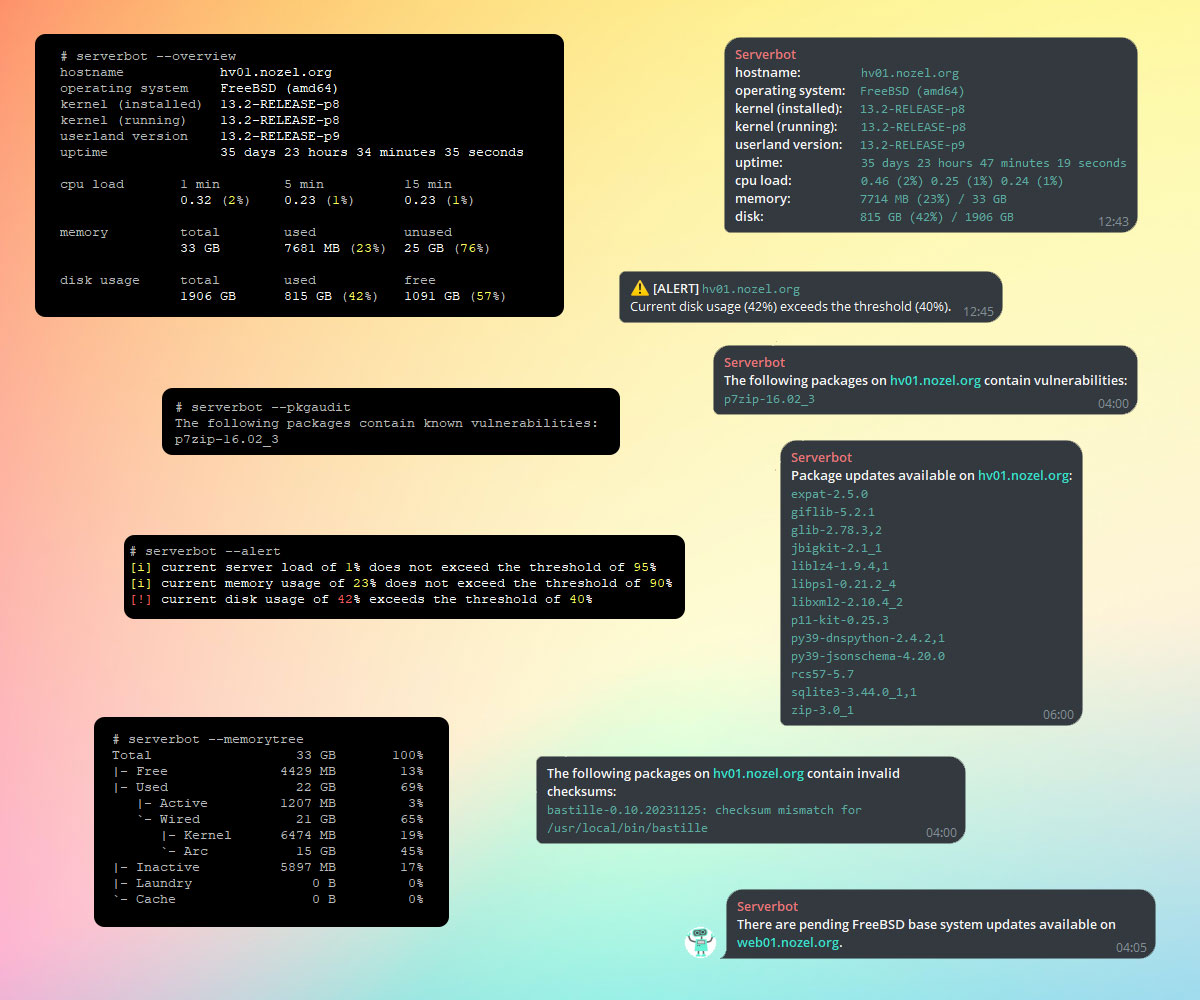 # serverbot --overview
hostname hv01.nozel.org
operating system FreeBSD (amd64)
kernel (installed) 13.2-RELEASE-p8
kernel (running) 13.2-RELEASE-p8
userland version 13.2-RELEASE-p9
uptime 35 days 23 hours 34 minutes 35 seconds
cpu load 1 min 5 min 15 min
0.32 (2%) 0.23 (1%) 0.23 (1%)
memory total used unused
33 GB 7681 MB (23%) 25 GB (76%)
disk usage total used free
1906 GB 815 GB (42%) 1091 GB (57%)
Serverbot
hostname: hv01.nozel.org
operating system: FreeBSD (amd64)
kernel (installed): 13.2-RELEASE-p8
kernel (running): 13.2-RELEASE-p8
userland version: 13.2-RELEASE-p9
uptime: 35 days 23 hours 47 minutes 19 seconds
cpu load: 0.46 (2%) 0.25 (1%) 0.24 (1%)
memory: 7714 MB (23%) / 33 GB
disk: 815 GB (42%) / 1906 GB
12:43
⚠ [ALERT] hv01.nozel.org
Current disk usage (42%) exceeds the threshold (40%).
12:45
Serverbot
The following packages on hv01.nozel.org contain vulnerabilities:
p7zip-16.02_3
04:00
# serverbot --pkgaudit
The following packages contain known vulnerabilities:
p7zip-16.02_3
Serverbot
Package updates available on hv01.nozel.org:
expat-2.5.0
giflib-5.2.1
glib-2.78.3,2
jbigkit-2.1_1
liblz4-1.9.4,1
libpsl-0.21.2_4
libxml2-2.10.4_2
p11-kit-0.25.3
py39-dnspython-2.4.2,1
py39-jsonschema-4.20.0
rcs57-5.7
sqlite3-3.44.0_1,1
zip-3.0_1
06:00
# serverbot --alert
[i] current server load of 1% does not exceed the threshold of 95%
[i] current memory usage of 23% does not exceed the threshold of 90%
[!] current disk usage of 42% exceeds the threshold of 40%
# serverbot --memorytree
Total 33 GB 100%
|- Free 4429 MB 13%
|- Used 22 GB 69%
|- Active 1207 MB 3%
`- Wired 21 GB 65%
|- Kernel 6474 MB 19%
`- Arc 15 GB 45%
|- Inactive 5897 MB 17%
|- Laundry 0 B 0%
`- Cache 0 B 0%
The following packages on hv01.nozel.org contain invalid
checksums:
bastille-0.10.20231125: checksum mismatch for
/usr/local/bin/bastille
04:00
Serverbot
There are pending FreeBSD base system updates available on
web01.nozel.org.
04:05